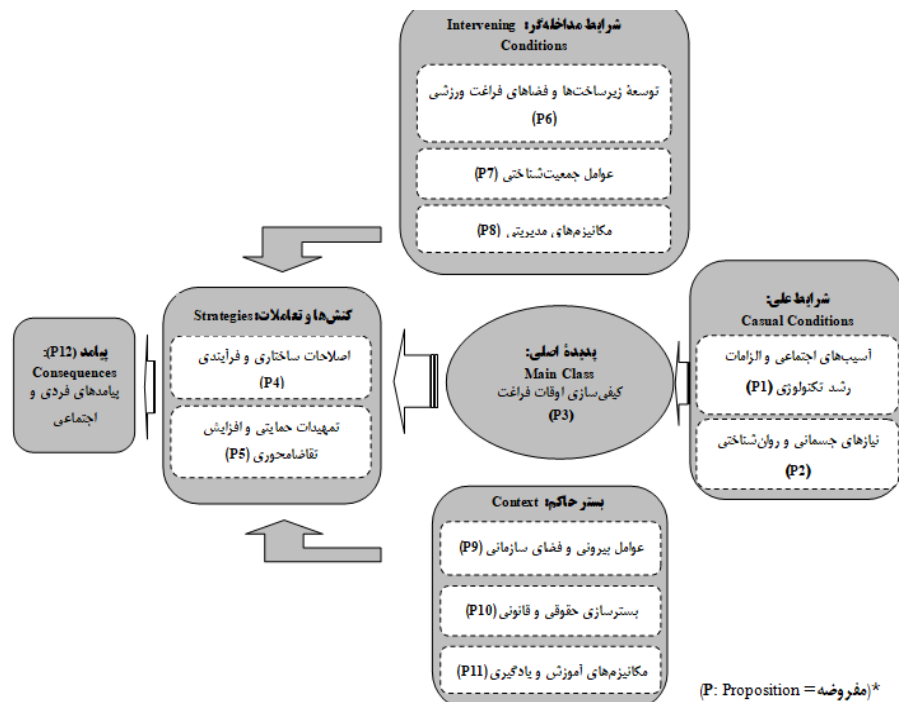 شرایط مداخله‌گر: Intervening
Conditions
توسعۀ زیرساخت‌ها و فضاهای فراغت ورزشی
(P6)
عوامل جمعیت‌شناختی (P7)
مکانیزم‌های مدیریتی (P8)
شرایط علی:
Casual Conditions
آسیب‌های اجتماعی و الزامات
رشد تکنولوژی (P1)
نیازهای جسمانی و روان‌شناختی
(P2)
پدیدۀ اصلی:
Main Class
کیفی‌سازی اوقات فراغت
(P3)
کنش‌ها و تعاملات: Strategies
اصلاحات ساختاری و فرآیندی
(P4)
تمهیدات حمایتی و افزایش
تقاضامحوری (P5)
پیامد (P12):
Consequences
پیامدهای فردی و
اجتماعی
بستر حاکم: Context
عوامل بیرونی و فضای سازمانی (P9)
بسترسازی حقوقی و قانونی (P10)
مکانیزم‌های آموزش و یادگیری (P11)
*(مفروضه = P: Proposition)